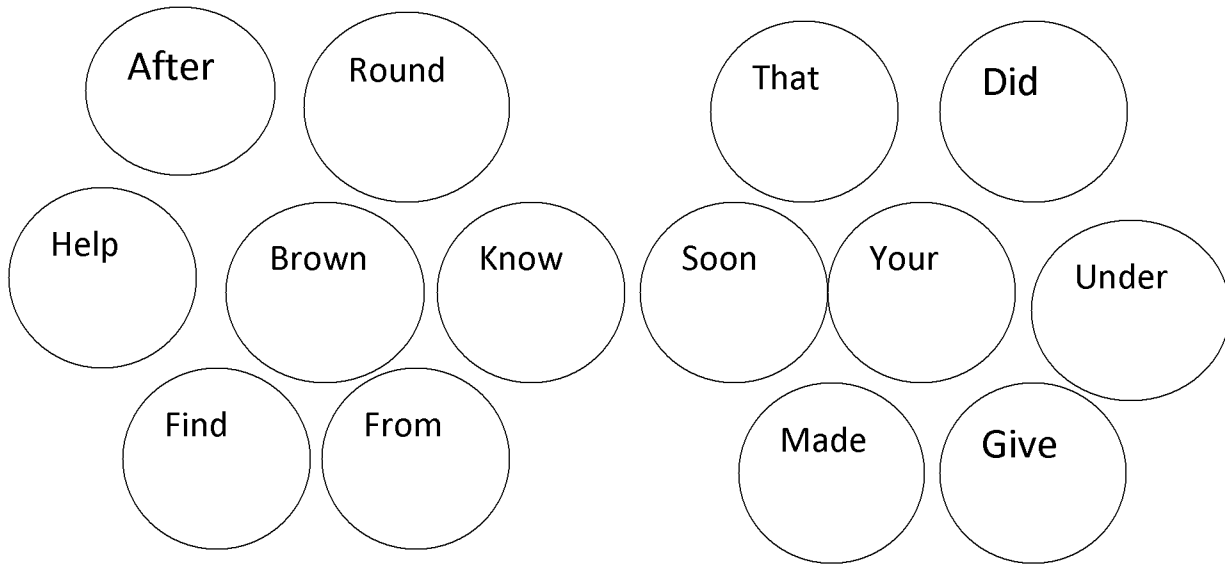 After
Round
Help
Brown
Know
Find
From
That
Did
Soon
Your
Under
Made
Give